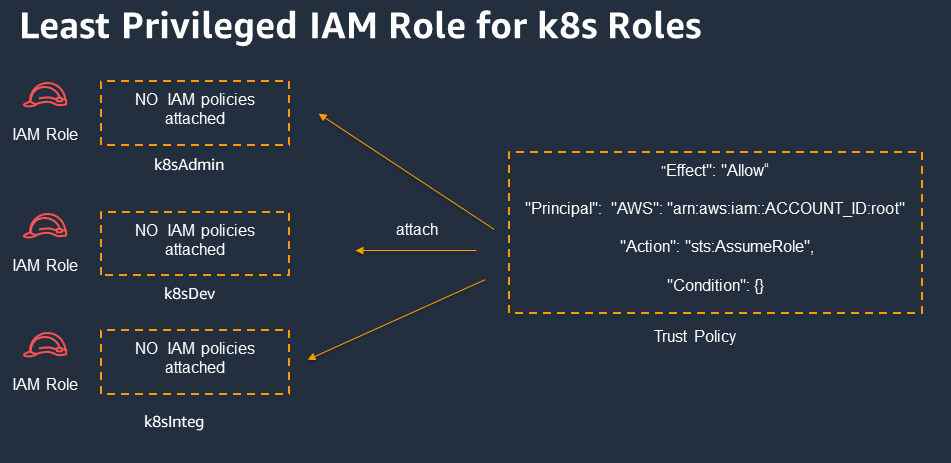 Least Privileged IAM Role for k8s Roles
IAM Role
NO IAM policies
attached
k8sAdmin
IAM Role
NO IAM policies
attached
k8sDev
IAM Role
NO IAM policies
attached
k8sInteg
attach
"Effect": "Allow“
"Principal": "AWS": "arn:aws:iam::ACCOUNT_ID:root"
"Action": "sts:AssumeRole",
"Condition": {}
Trust Policy